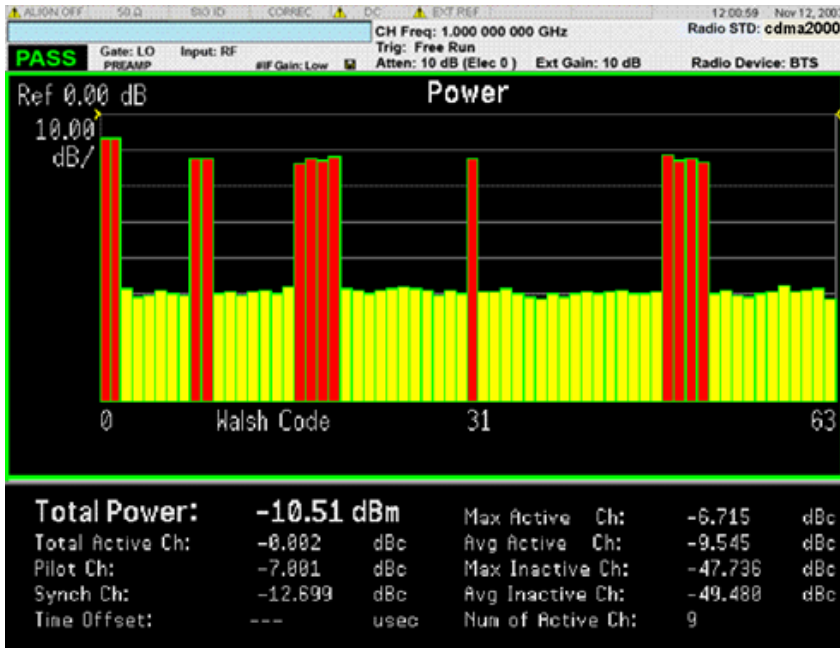 ALIGN OFF 50 Ω SIG ID CORREC DC EXT REF 12:00:59 Nov 12, 200
CH Freq: 1.000 000 000 GHz Radio STD: cdma2000
PASS Gate: LO Input: RF Trig: Free Run
PREAMP #IF Gain: Low Atten: 10 dB (Elec 0 ) Ext Gain: 10 dB Radio Device: BTS
Ref 0.00 dB Power
10.00
dB/
0 Walsh Code 31 63
Total Power: -10.51 dBm Max Active Ch: -6.715 dBc
Total Active Ch: -0.002 dBc Avg Active Ch: -9.545 dBc
Pilot Ch: -7.001 dBc Max Inactive Ch: -47.736 dBc
Synch Ch: -12.699 dBc Avg Inactive Ch: -49.480 dBc
Time Offset: --- usec Num of Active Ch: 9